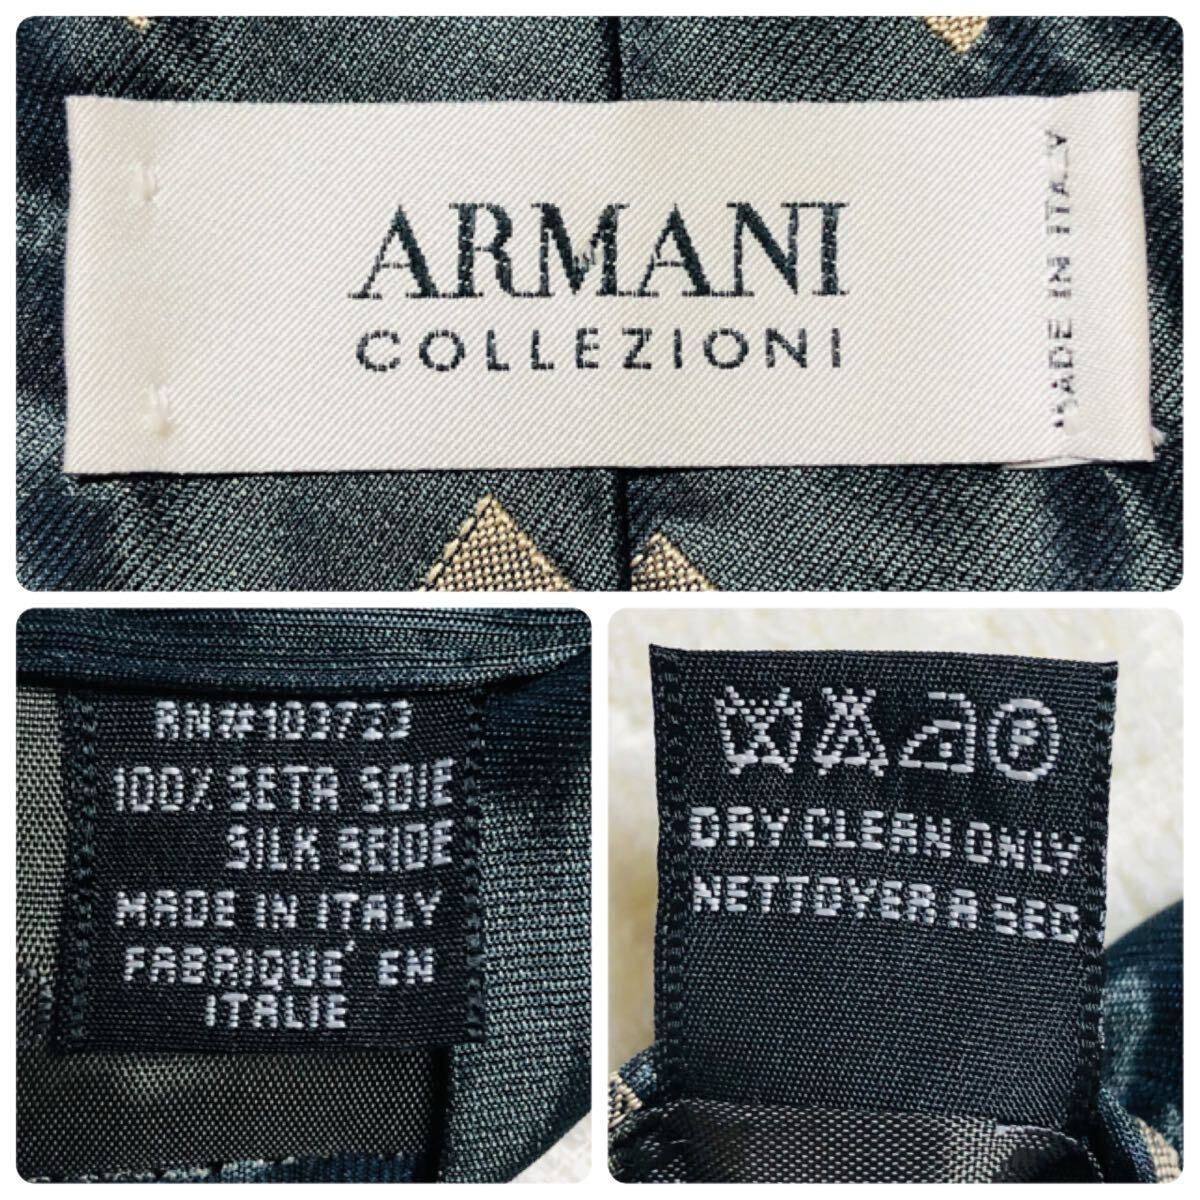 ARMANI
COLLEZIONI
MADE IN ITALY
RN#103733
100% SETA SOIE
SILK SEIDE
MADE IN ITALY
FABRIQUE' EN
ITALIE
DRY CLEAN ONLY
NETTOYER A SEC